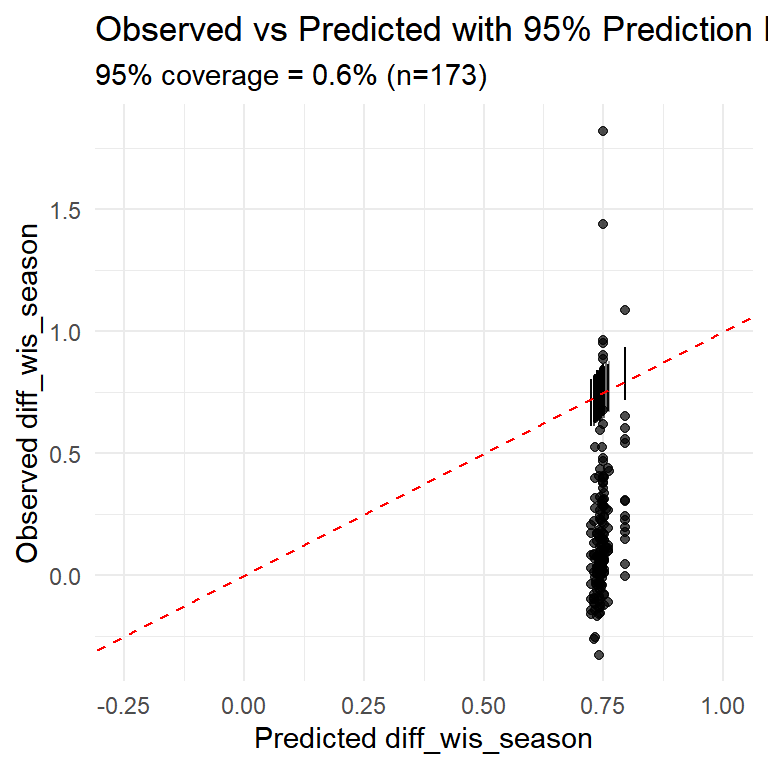 Observed vs Predicted with 95% Prediction
95% coverage = 0.6% (n=173)
Observed diff_wis_season
1.5
1.0
0.5
0.0
-0.25
0.00
0.25
0.50
0.75
1.00
Predicted diff_wis_season